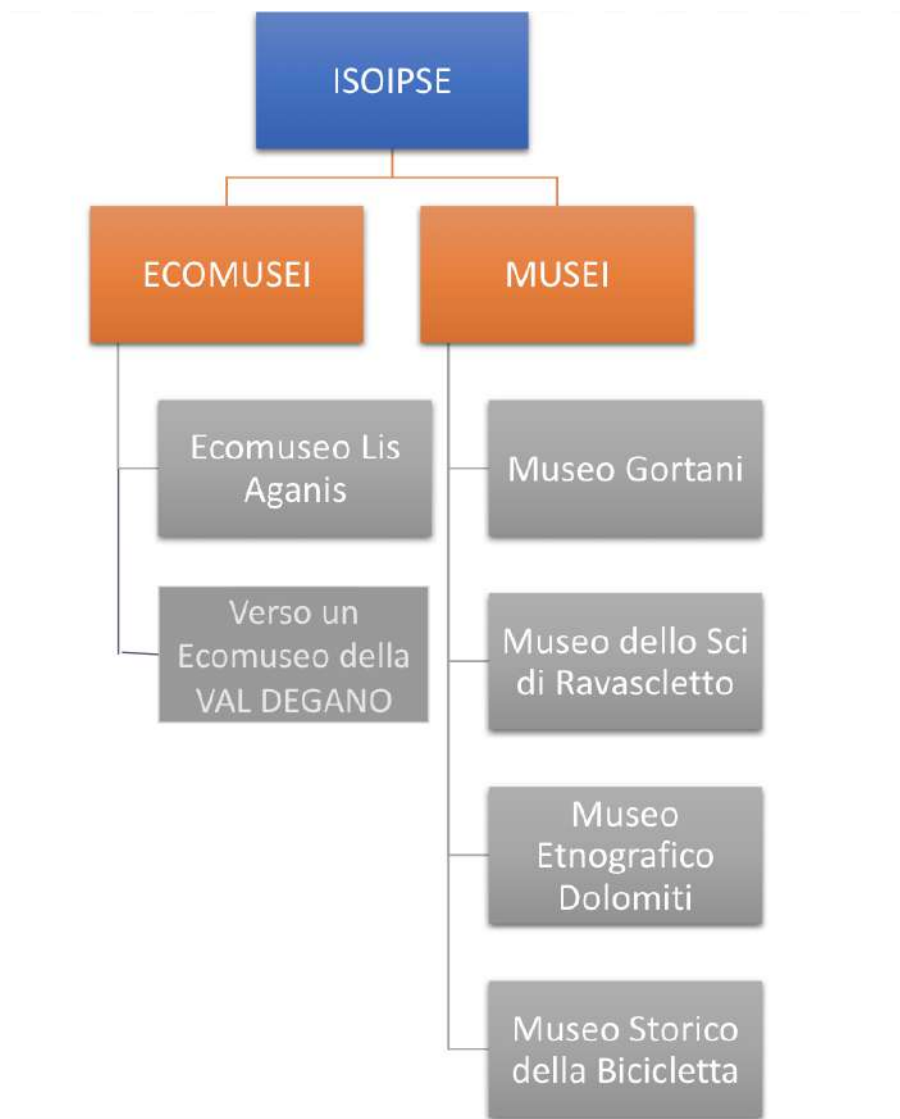 ISOIPSE
ECOMUSEI
MUSEI
Ecomuseo Lis
Aganis
Verso un
Ecomuseo della
VAL DEGANO
Museo Gortani
Museo dello Sci
di Ravascletto
Museo
Etnografico
Dolomiti
Museo Storico
della Bicicletta